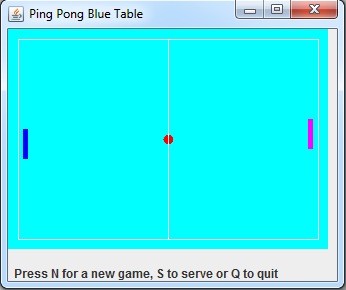 Ping Pong Blue Table
Press N for a new game, S to serve or Q to quit